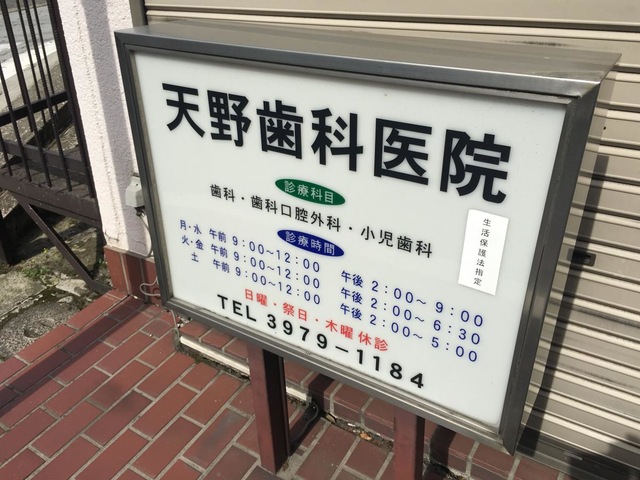 天野歯科医院
診療科目
歯科・歯科口腔外科・小児歯科
診療時間
月・水 午前 9:00~12:00 午後 2:00~ 9:00
火・金 午前 9:00~12:00 午後 2:00~ 6:30
土 午前 9:00~12:00 午後 2:00~ 5:00
日曜・祭日・木曜休診
TEL 3979-1184
生活保護法指定